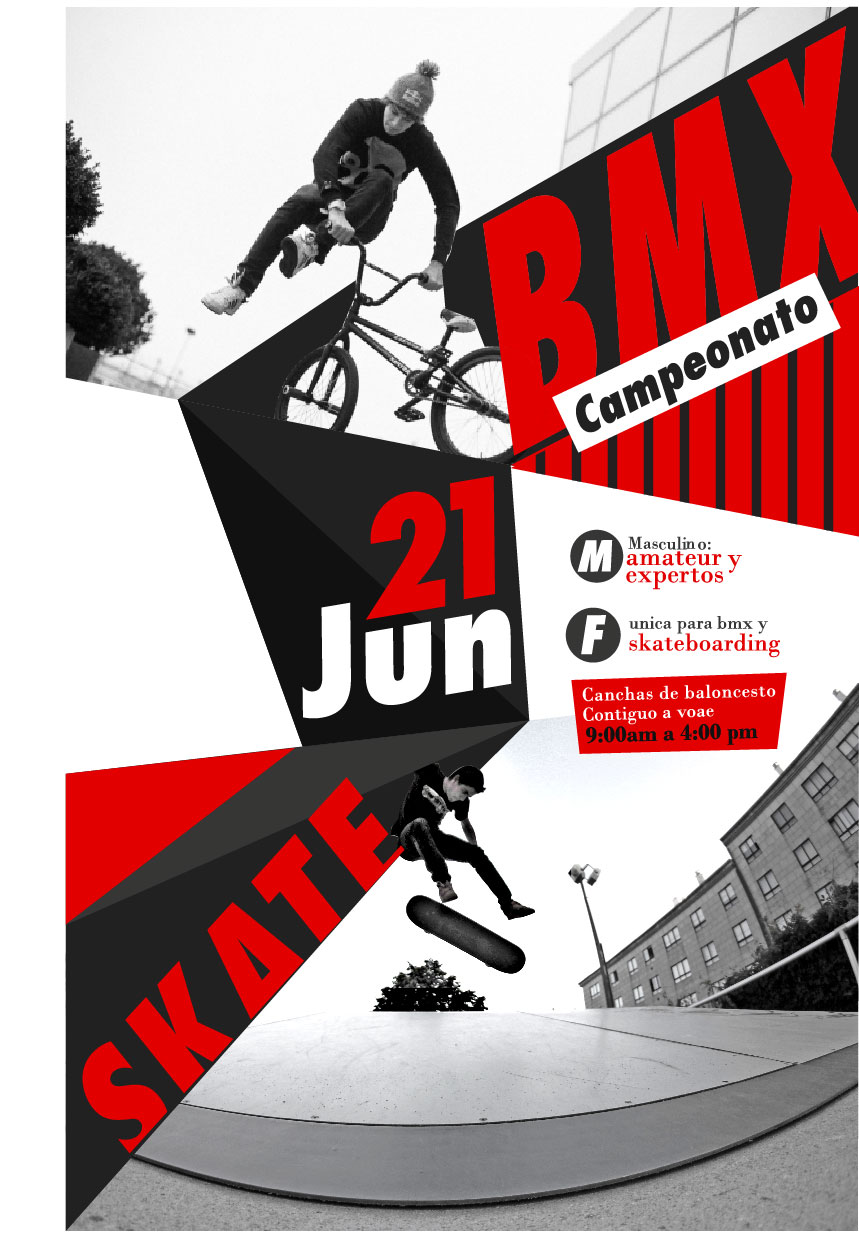 BMX
Campeonato
21
Jun
M
Masculino:
amateur y
expertos
F
unica para bmx y
skateboarding
Canchas de baloncesto
Contiguo a voae
9:00am a 4:00 pm
SKATE